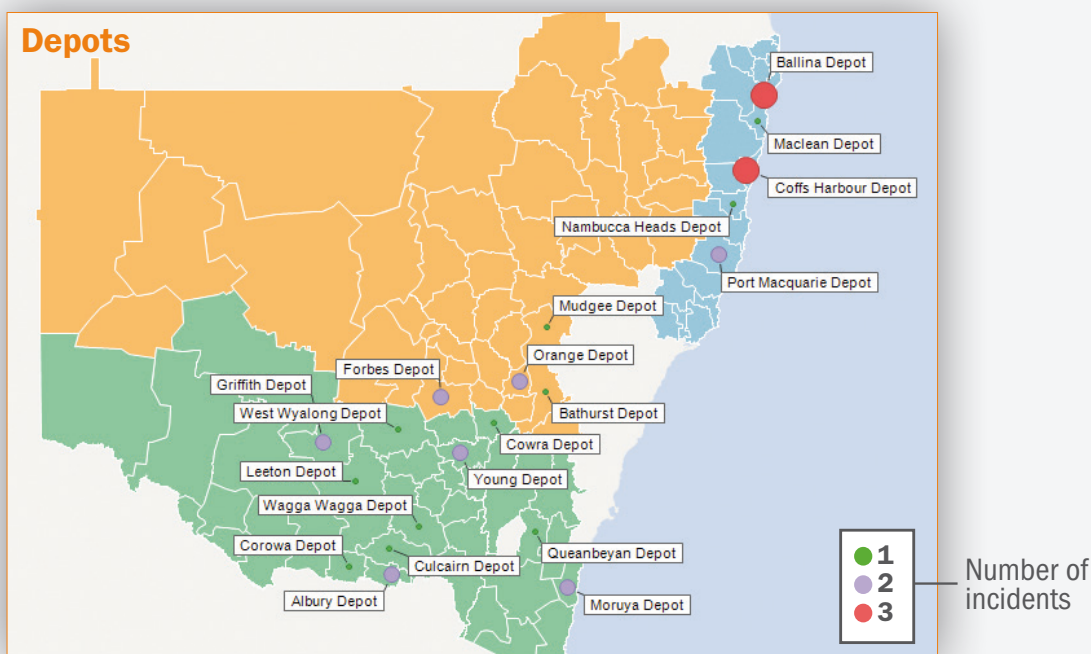 Depots
Ballina Depot
Maclean Depot
Coffs Harbour Depot
Nambucca Heads Depot
Port Macquarie Depot
Mudgee Depot
Orange Depot
Forbes Depot
Griffith Depot
West Wyalong Depot
Bathurst Depot
Cowra Depot
Leeton Depot
Young Depot
Wagga Wagga Depot
Corowa Depot
Queanbeyan Depot
Culcairn Depot
Albury Depot
Moruya Depot
1
2
3
Number of
incidents